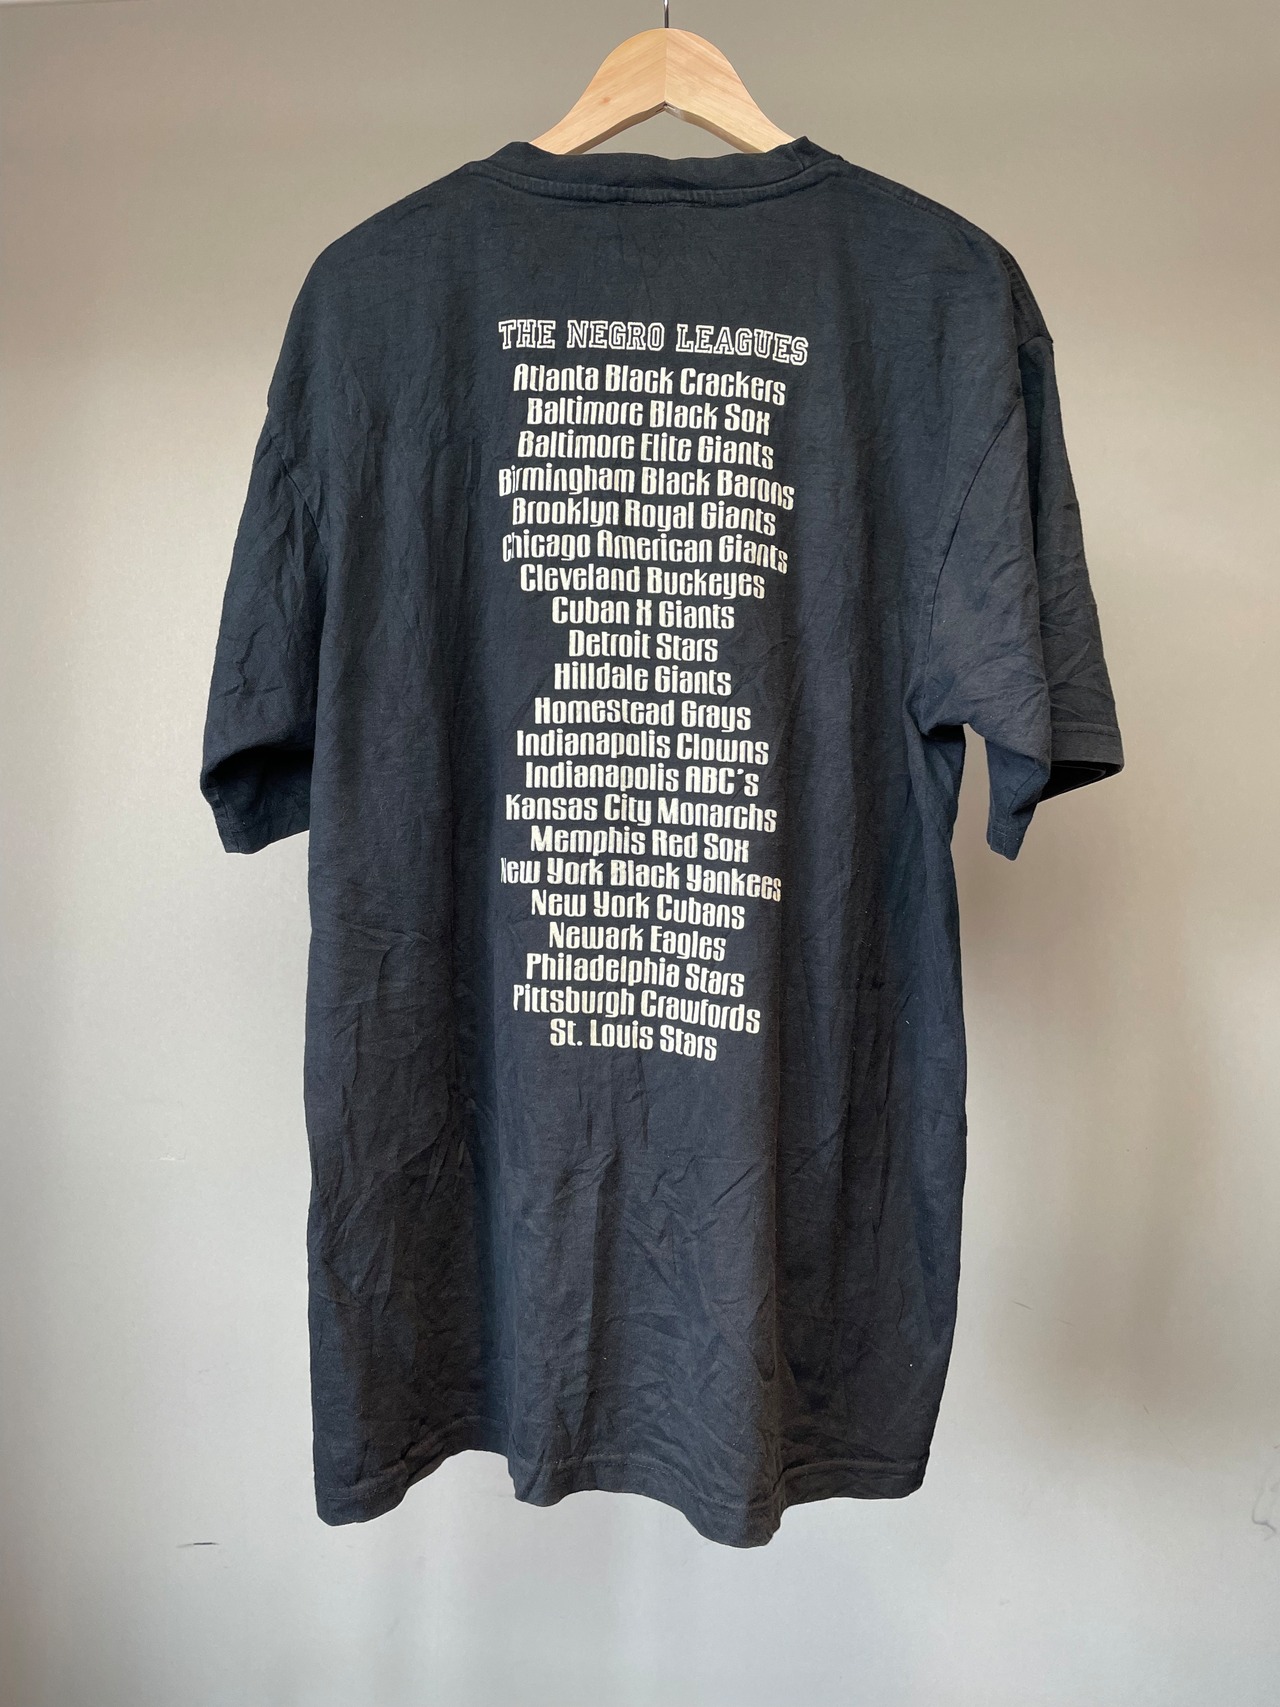 THE NEGRO LEAGUES
Atlanta Black Crackers
Baltimore Black Sox
Baltimore Elite Giants
Birmingham Black Barons
Brooklyn Royal Giants
Chicago American Giants
Cleveland Buckeyes
Cuban X Giants
Detroit Stars
Hilldale Giants
Homestead Grays
Indianapolis Clowns
Indianapolis ABC's
Kansas City Monarchs
Memphis Red Sox
New York Black Yankees
New York Cubans
Newark Eagles
Philadelphia Stars
Pittsburgh Crawfords
St. Louis Stars